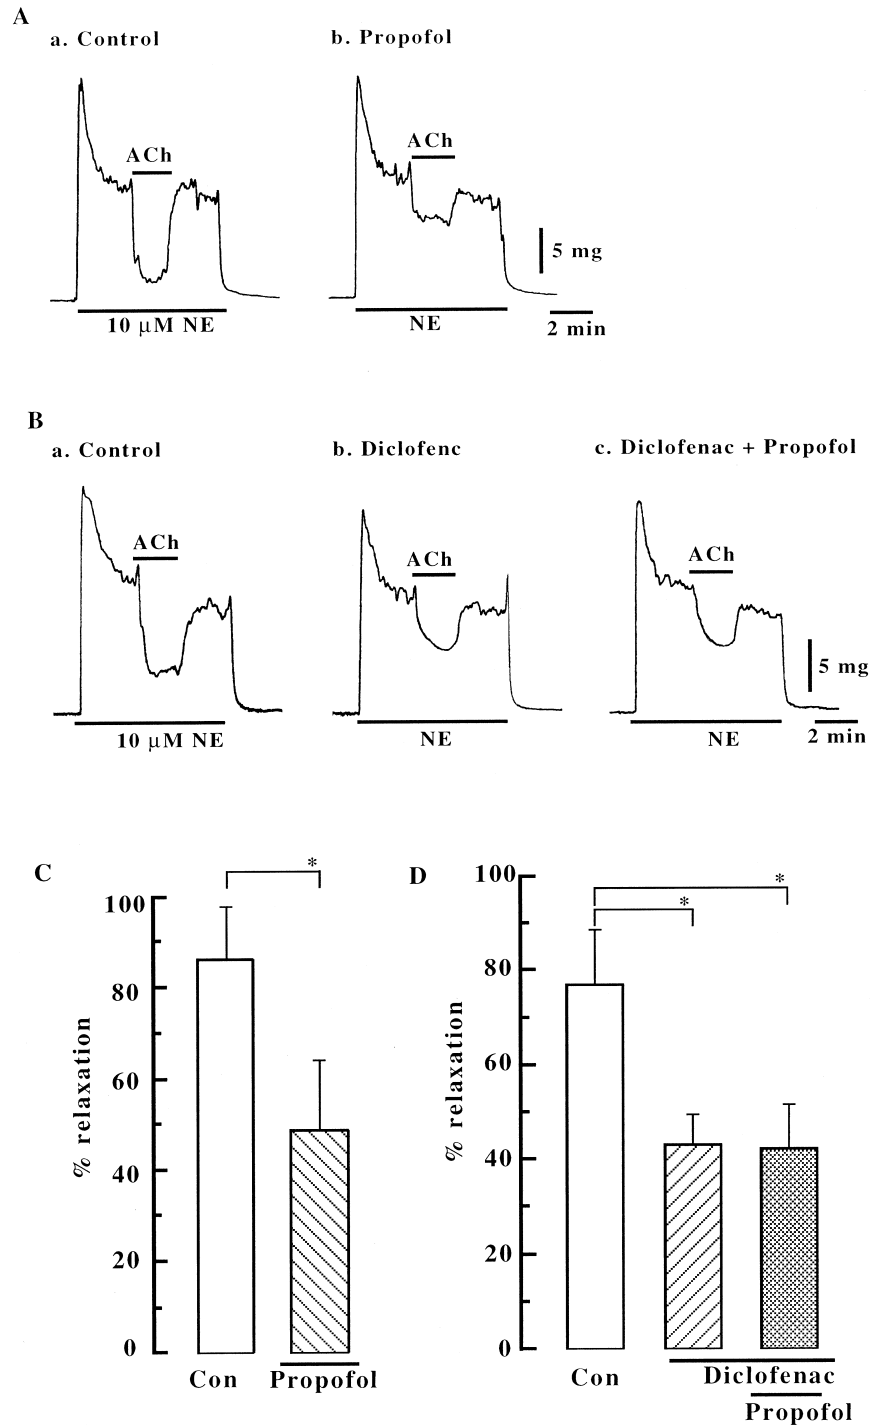 A
a. Control
b. Propofol
ACh
ACh
5 mg
10 µM NE
NE
2 min
B
a. Control
b. Diclofenc
c. Diclofenac + Propofol
ACh
ACh
ACh
5 mg
10 µM NE
NE
NE
2 min
C
*
100
80
60
40
20
0
% relaxation
Con
Propofol
D
*
*
100
80
60
40
20
0
% relaxation
Con
Diclofenac
Propofol